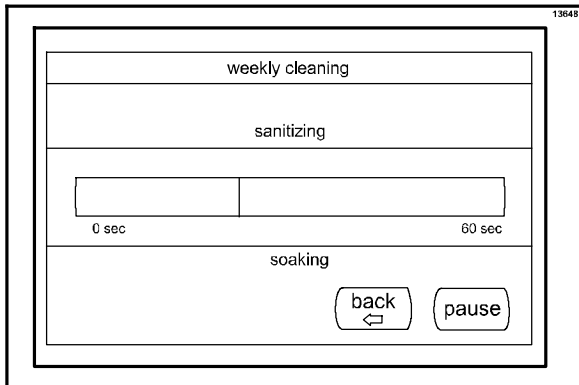 13648
weekly cleaning
sanitizing
0 sec 60 sec
soaking
back pause